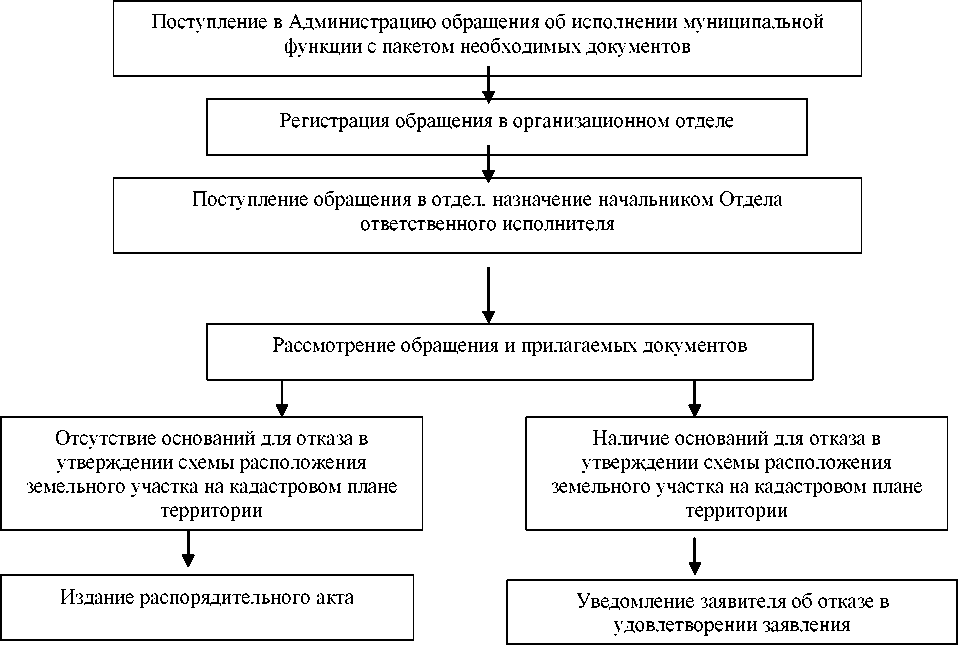 Поступление в Администрацию обращения об исполнении муниципальной
функции с пакетом необходимых документов
Регистрация обращения в организационном отделе
Поступление обращения в отдел. назначение начальником Отдела
ответственного исполнителя
Рассмотрение обращения и прилагаемых документов
Отсутствие оснований для отказа в
утверждении схемы расположения
земельного участка на кадастровом плане
территории
Наличие оснований для отказа в
утверждении схемы расположения
земельного участка на кадастровом плане
территории
Издание распорядительного акта
Уведомление заявителя об отказе в
удовлетворении заявления